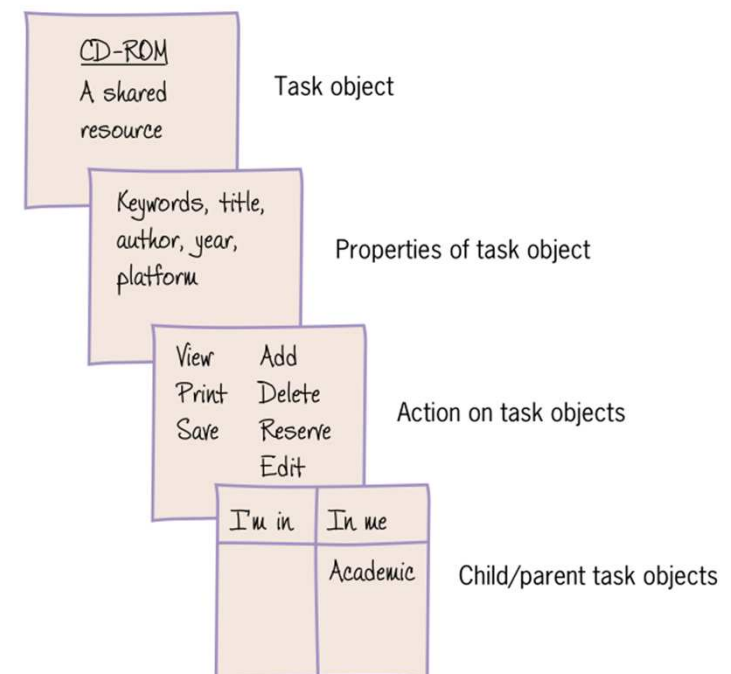 CD-ROM
A shared
resource
Task object
Keywords, title,
author, year,
platform
Properties of task object
View Add
Print Delete
Save Reserve
Edit
Action on task objects
I'm in In me
Academic
Child/parent task objects